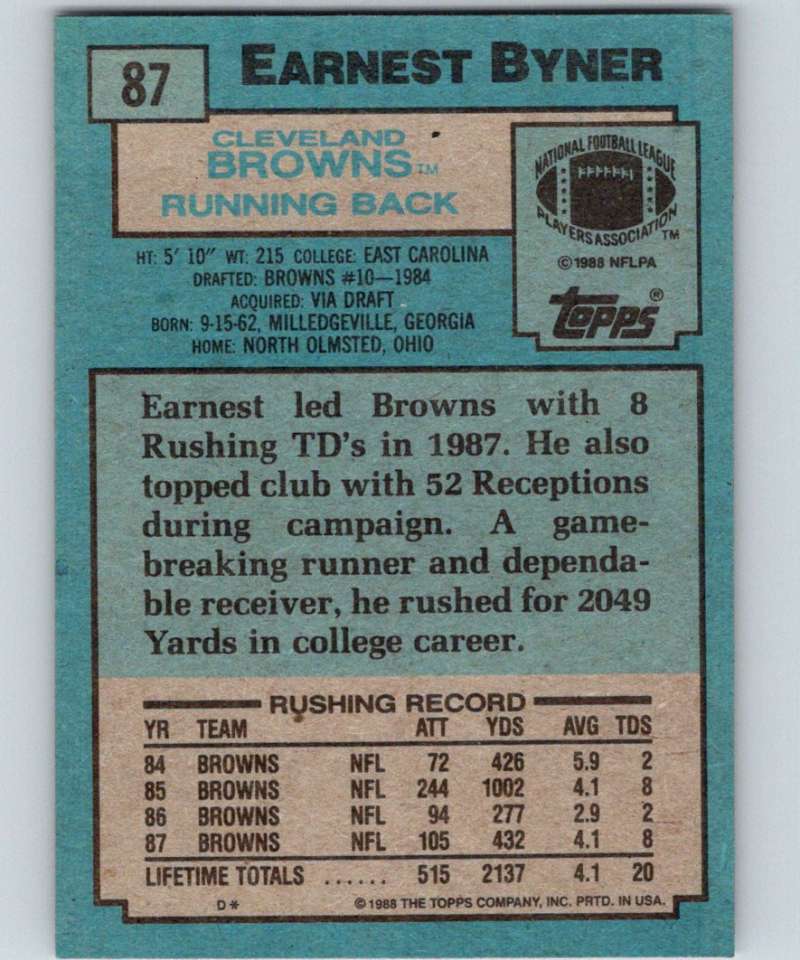 87
EARNEST BYNER
CLEVELAND
BROWNS™
RUNNING BACK
NATIONAL FOOTBALL LEAGUE
PLAYERS ASSOCIATION™
©1988 NFLPA
topps®
HT: 5' 10" WT: 215 COLLEGE: EAST CAROLINA
DRAFTED: BROWNS #10—1984
ACQUIRED: VIA DRAFT
BORN: 9-15-62, MILLEDGEVILLE, GEORGIA
HOME: NORTH OLMSTED, OHIO
Earnest led Browns with 8
Rushing TD's in 1987. He also
topped club with 52 Receptions
during campaign. A game-
breaking runner and dependa-
ble receiver, he rushed for 2049
Yards in college career.
RUSHING RECORD
YR TEAM ATT YDS AVG TDS
84 BROWNS NFL 72 426 5.9 2
85 BROWNS NFL 244 1002 4.1 8
86 BROWNS NFL 94 277 2.9 2
87 BROWNS NFL 105 432 4.1 8
LIFETIME TOTALS ...... 515 2137 4.1 20
D* ©1988 THE TOPPS COMPANY, INC. PRTD. IN USA.